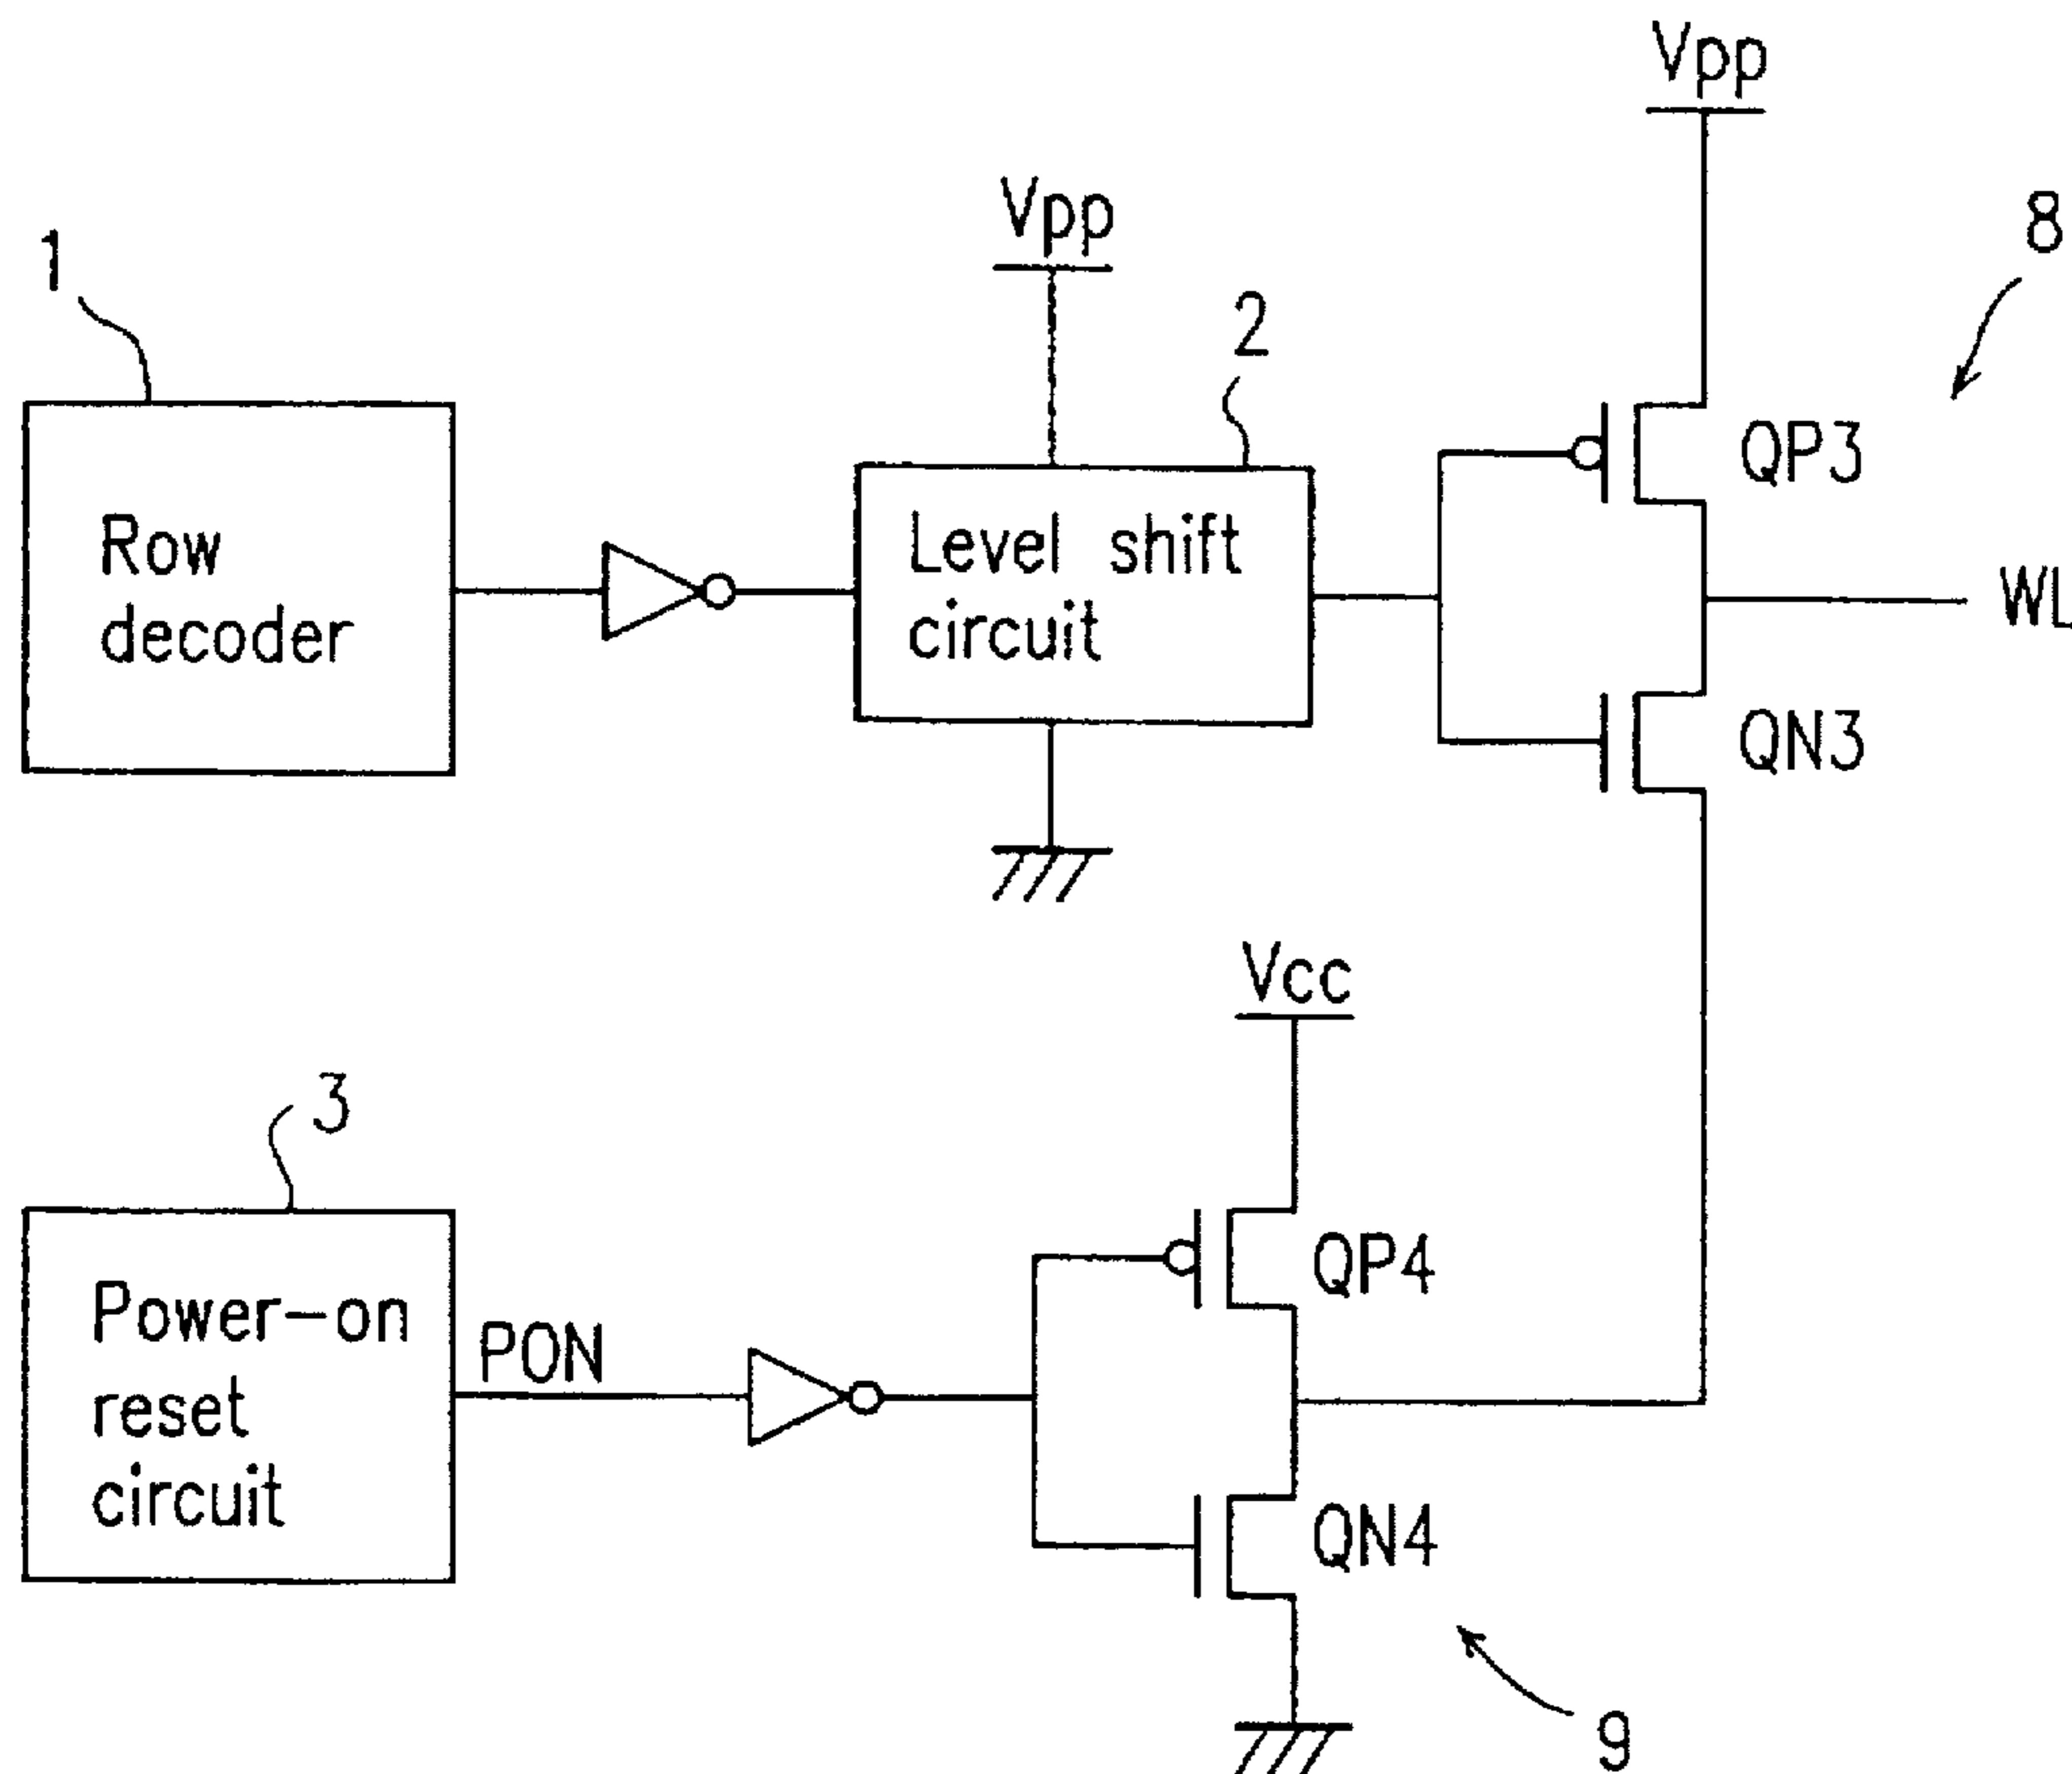 Vpp
8
Vpp
1
2
QP3
Row
decoder
Level shift
circuit
WL
QN3
Vcc
3
QP4
Power-on
reset
circuit
PON
QN4
9